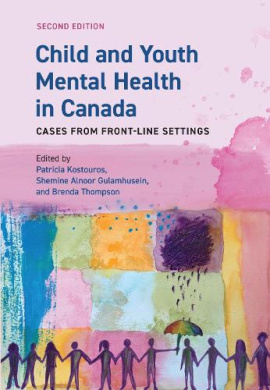 SECOND EDITION
Child and Youth
Mental Health
in Canada
CASES FROM FRONT-LINE SETTINGS
Edited by
Patricia Kostouros,
Shemine Alnoor Gulamhusein,
and Brenda Thompson